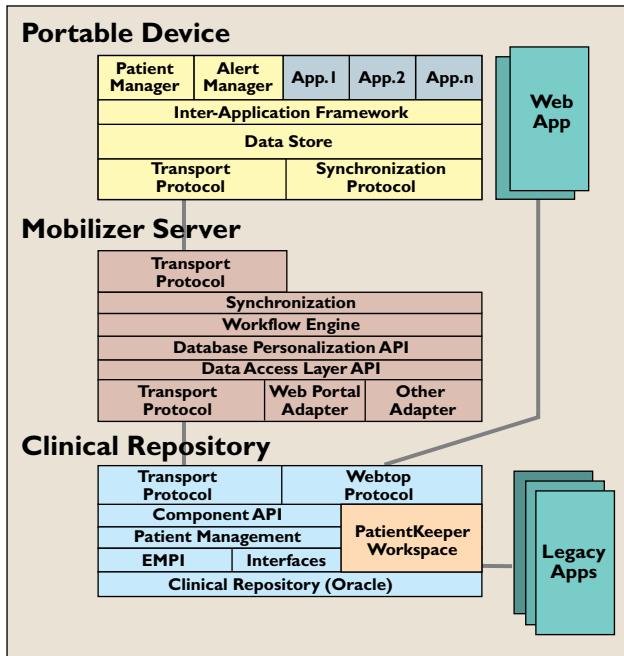 Portable Device
Patient
Manager
Alert
Manager
App.1
App.2
App.n
Inter-Application Framework
Data Store
Transport
Protocol
Synchronization
Protocol
Web
App
Mobilizer Server
Transport
Protocol
Synchronization
Workflow Engine
Database Personalization API
Data Access Layer API
Transport
Protocol
Web Portal
Adapter
Other
Adapter
Clinical Repository
Transport
Protocol
Webtop
Protocol
Component API
Patient Management
EMPI
Interfaces
PatientKeeper
Workspace
Clinical Repository (Oracle)
Legacy
Apps